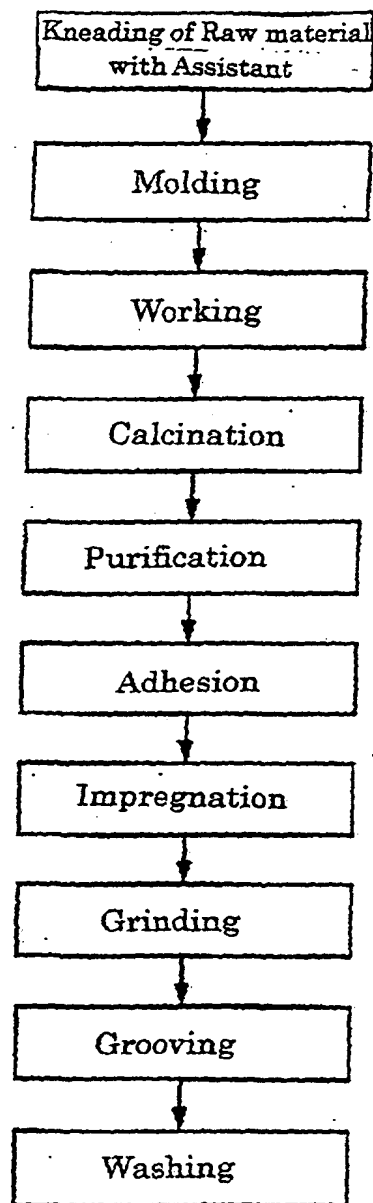 Kneading of Raw material
with Assistant
Molding
Working
Calcination
Purification
Adhesion
Impregnation
Grinding
Grooving
Washing